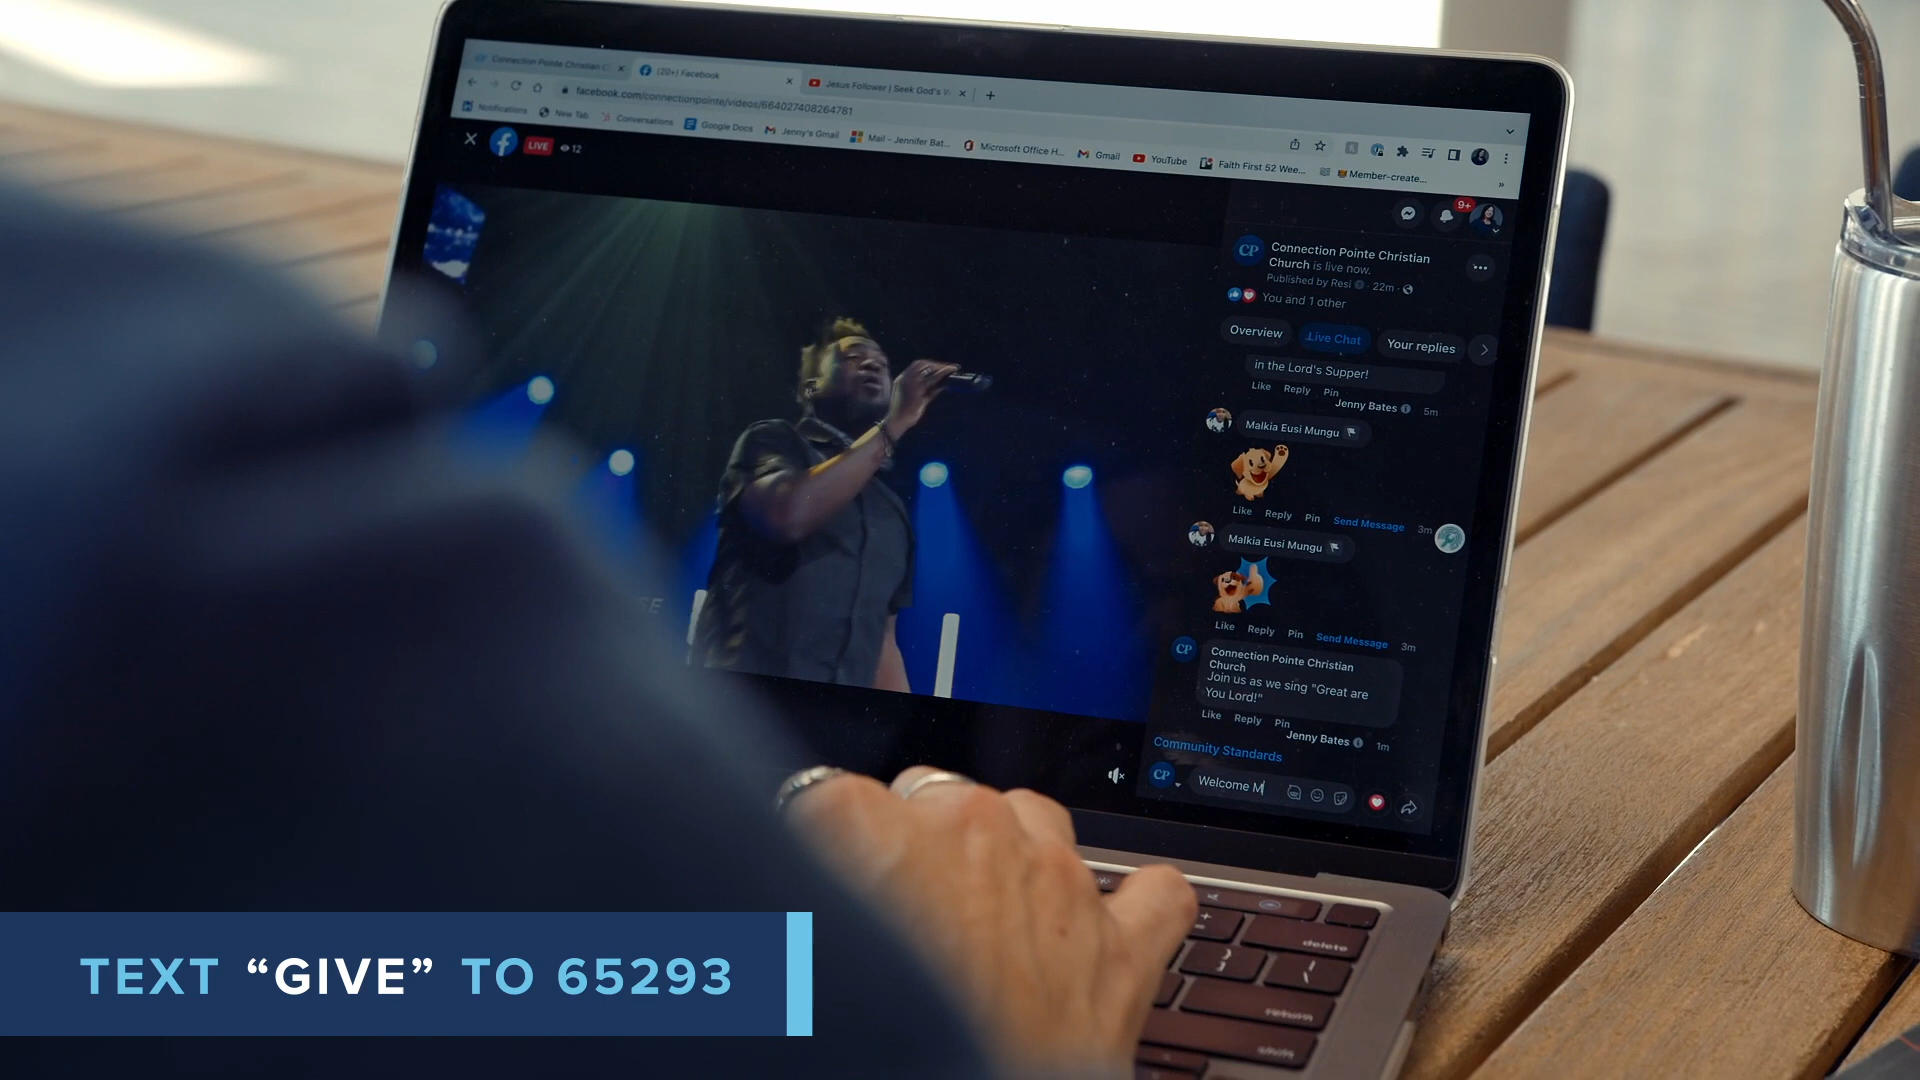 Connection Pointe Christian C
(20+) Facebook
Jesus Follower | Seek God's W
facebook.com/connectionpointe/videos/664027408264781
Notifications
New Tab
Conversations
Google Docs
Jenny's Gmail
Mail - Jennifer Bat...
Microsoft Office H...
Gmail
YouTube
Faith First 52 Wee...
Member-create...
LIVE
12
9+
CP
Connection Pointe Christian
Church is live now.
Published by Resi · 22m ·
You and 1 other
Overview
Live Chat
Your replies
in the Lord's Supper!
Like Reply Pin
Jenny Bates 5m
Malkia Eusi Mungu
Like Reply Pin Send Message 3m
Malkia Eusi Mungu
Like Reply Pin Send Message 3m
CP
Connection Pointe Christian
Church
Join us as we sing "Great are
You Lord!"
Like Reply Pin
Jenny Bates 1m
Community Standards
CP
Welcome M
delete
return
shift
TEXT “GIVE” TO 65293